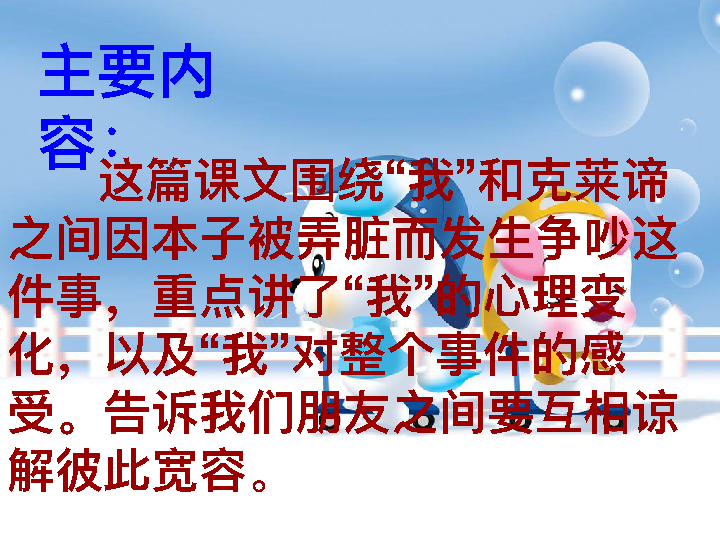 主要内
容：
这篇课文围绕“我”和克莱谛
之间因本子被弄脏而发生争吵这
件事，重点讲了“我”的心理变
化，以及“我”对整个事件的感
受。告诉我们朋友之间要互相谅
解彼此宽容。